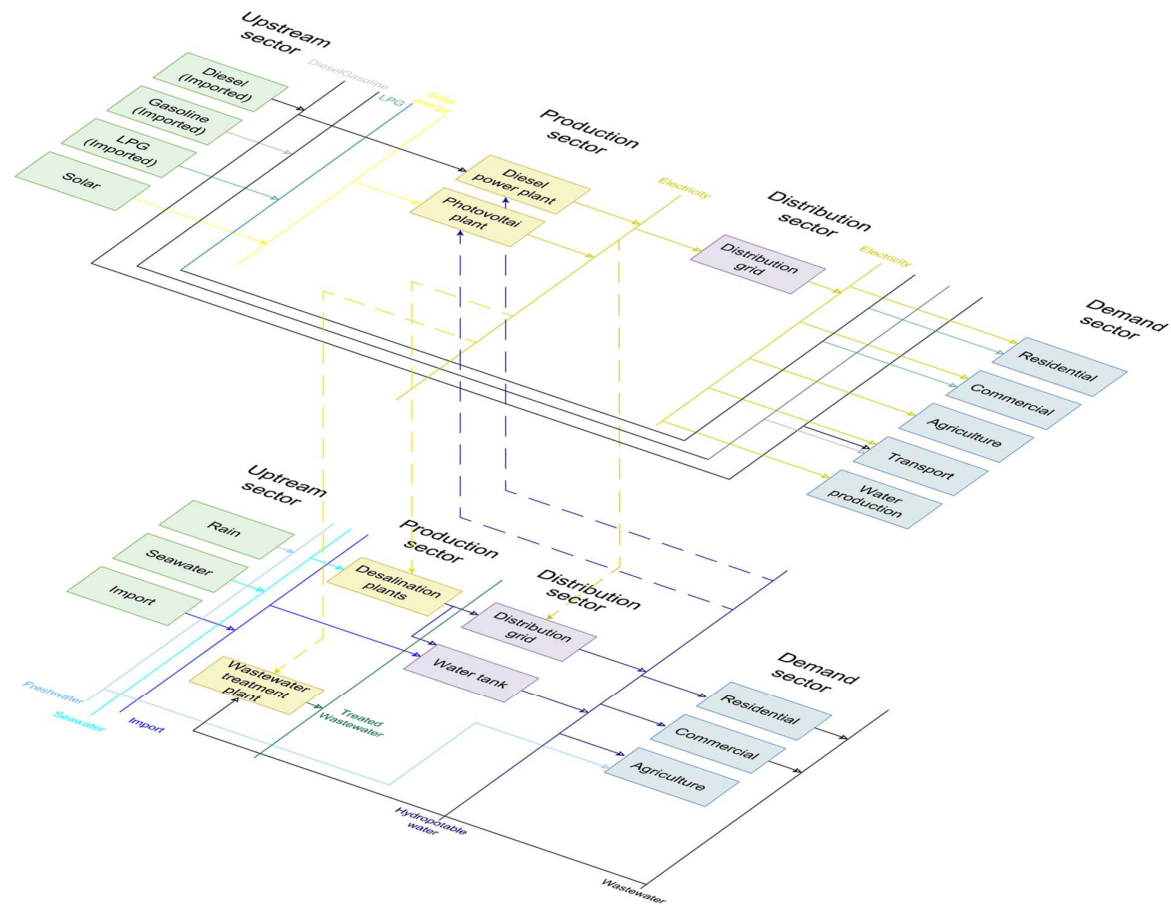 Upstream
sector
DieselGasoline
LPG
Solar
energy
Diesel
(Imported)
Gasoline
(Imported)
LPG
(Imported)
Solar
Production
sector
Diesel
power plant
Photovoltai
plant
Electricity
Distribution
sector
Distribution
grid
Electricity
Demand
sector
Residential
Commercial
Agriculture
Transport
Water
production
Uptream
sector
Rain
Seawater
Import
Freshwater
Seawater
Import
Production
sector
Desalination
plants
Wastewater
treatment
plant
Treated
Wastewater
Distribution
sector
Distribution
grid
Water tank
Hydropotable
water
Demand
sector
Residential
Commercial
Agriculture
Wastewater